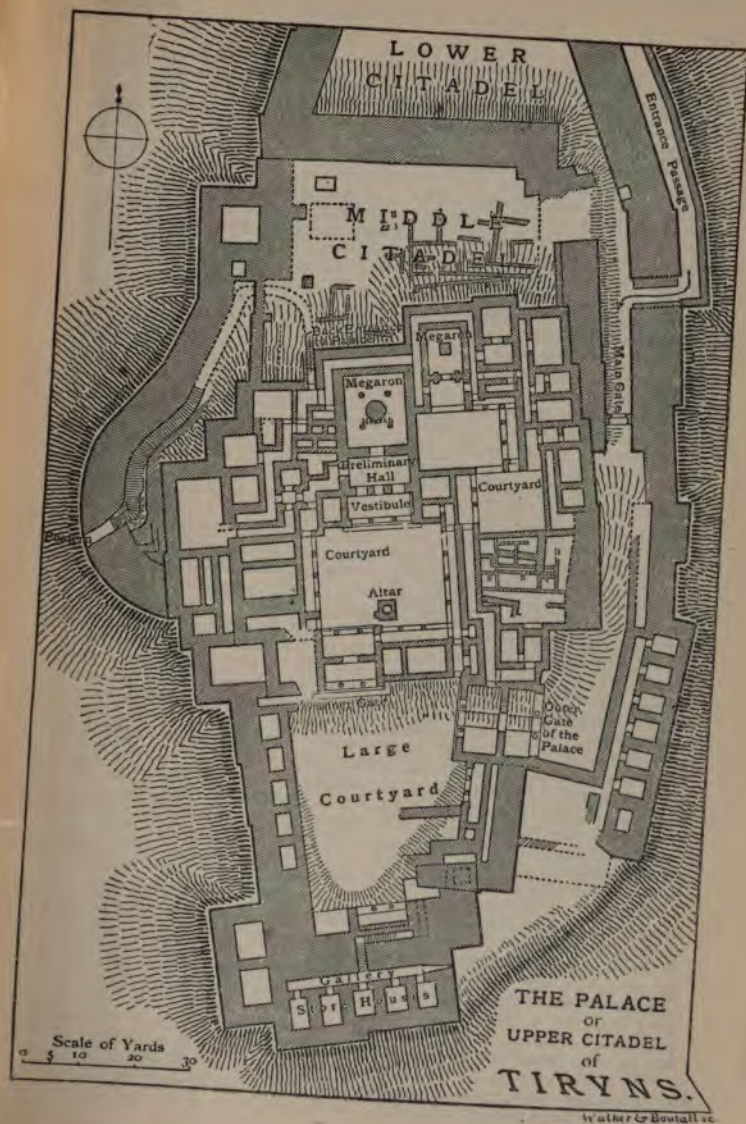 LOWER
CITADEL
Entrance Passage
MIDDL
CITADEL
Megaron
Megaron
Main Gate
Preliminary
Hall
Vestibule
Courtyard
Courtyard
Altar
Outer
Gate
of the
Palace
Large
Courtyard
Gallery
Store Houses
Scale of Yards
0 5 10 20 30
THE PALACE
or
UPPER CITADEL
of
TIRYNS.
Walker & Boutall sc.